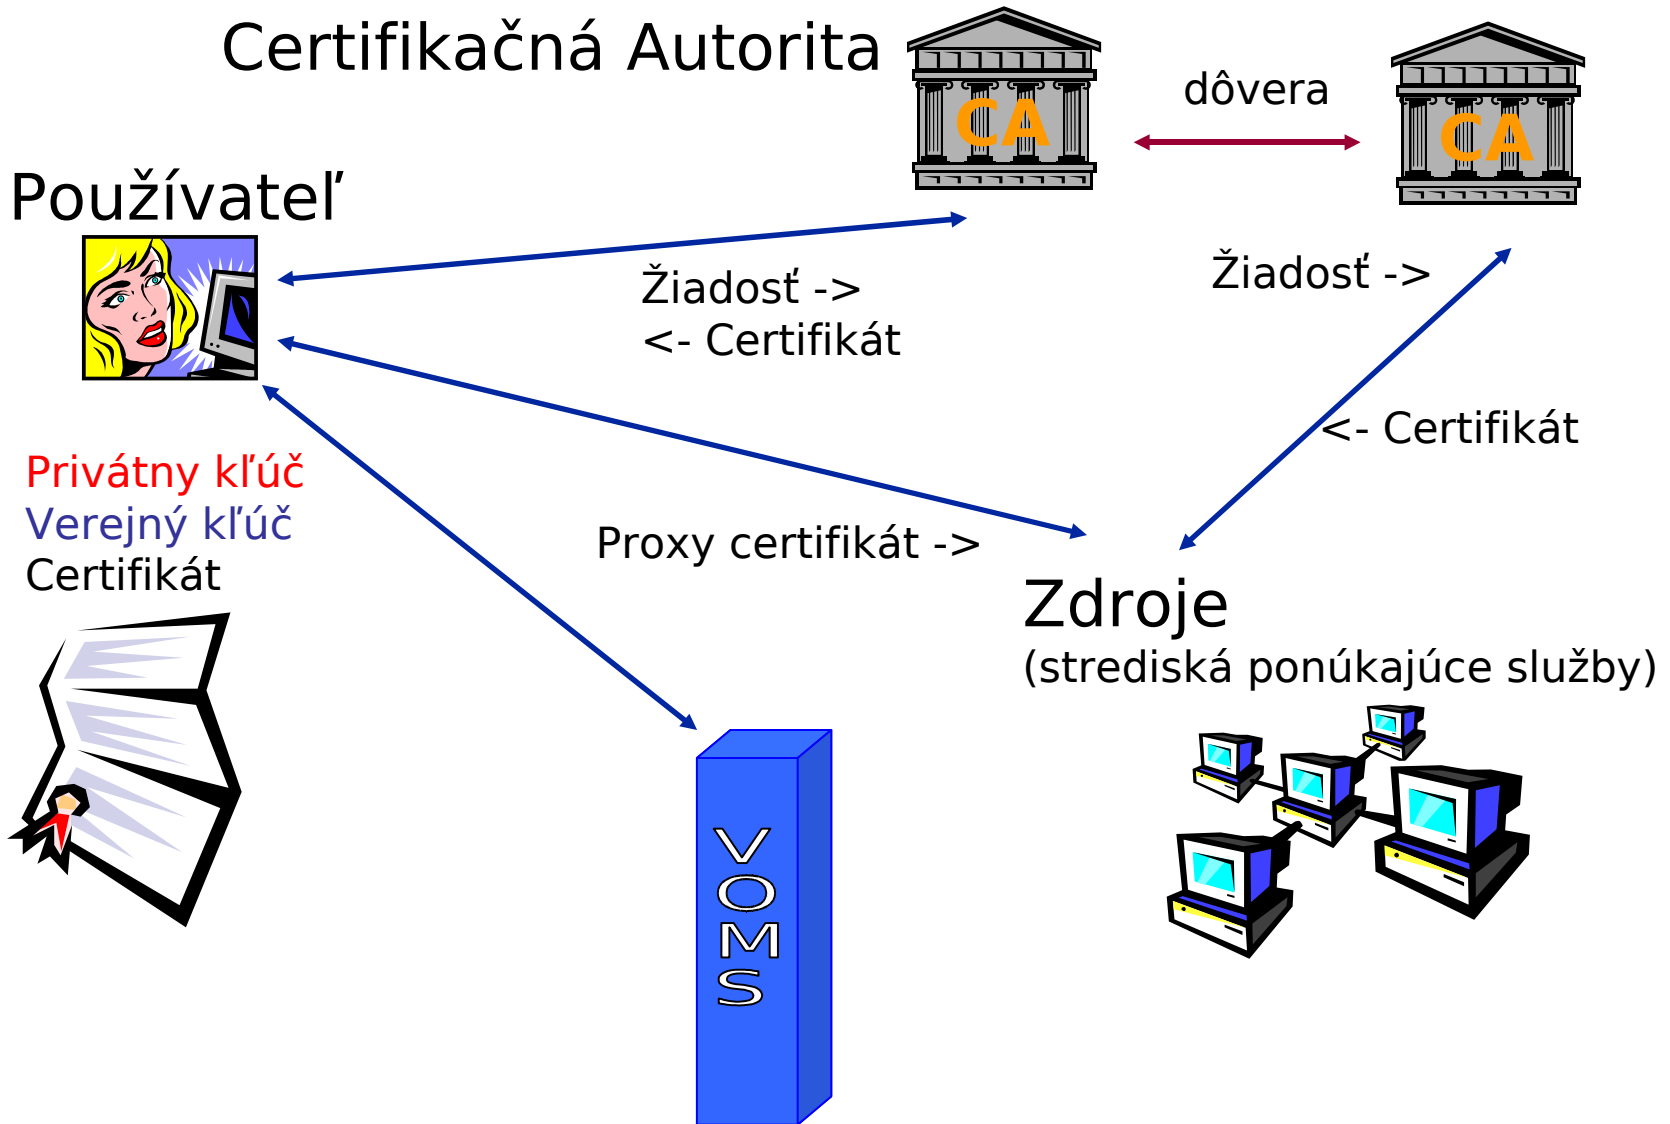 Certifikačná Autorita
CA
dôvera
CA
Používateľ
Žiadosť ->
<- Certifikát
Žiadosť ->
<- Certifikát
Privátny kľúč
Verejný kľúč
Certifikát
Proxy certifikát ->
Zdroje
(strediská ponúkajúce služby)
VOMS